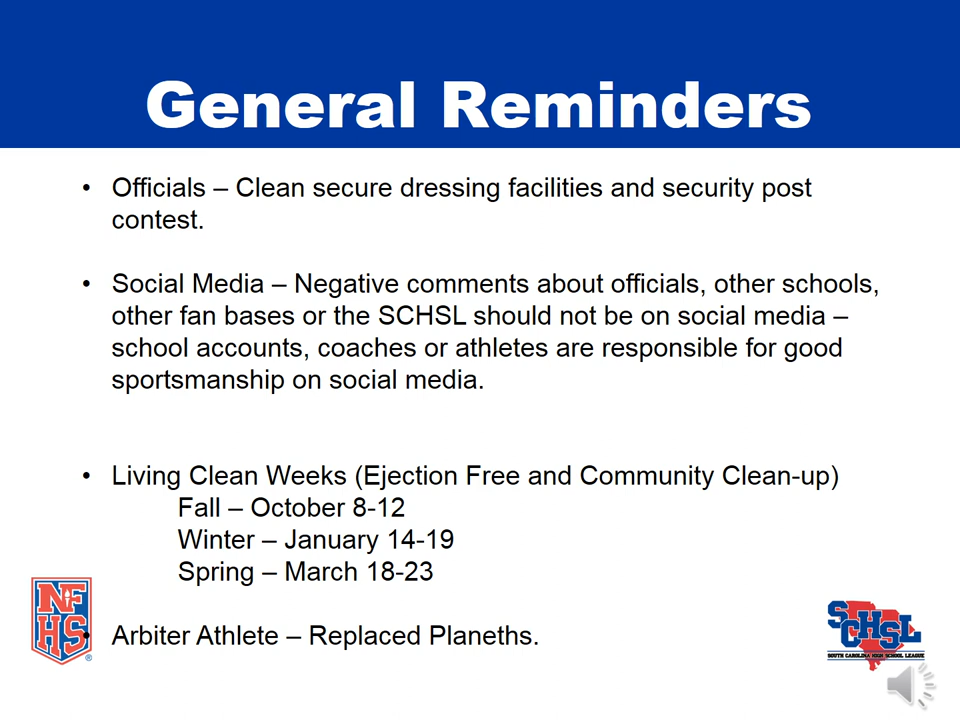 General Reminders
• Officials – Clean secure dressing facilities and security post
contest.
• Social Media – Negative comments about officials, other schools,
other fan bases or the SCHSL should not be on social media –
school accounts, coaches or athletes are responsible for good
sportsmanship on social media.
• Living Clean Weeks (Ejection Free and Community Clean-up)
Fall – October 8-12
Winter – January 14-19
Spring – March 18-23
• Arbiter Athlete – Replaced Planeths.
NF
HS
®
SCHSL
SOUTH CAROLINA HIGH SCHOOL LEAGUE